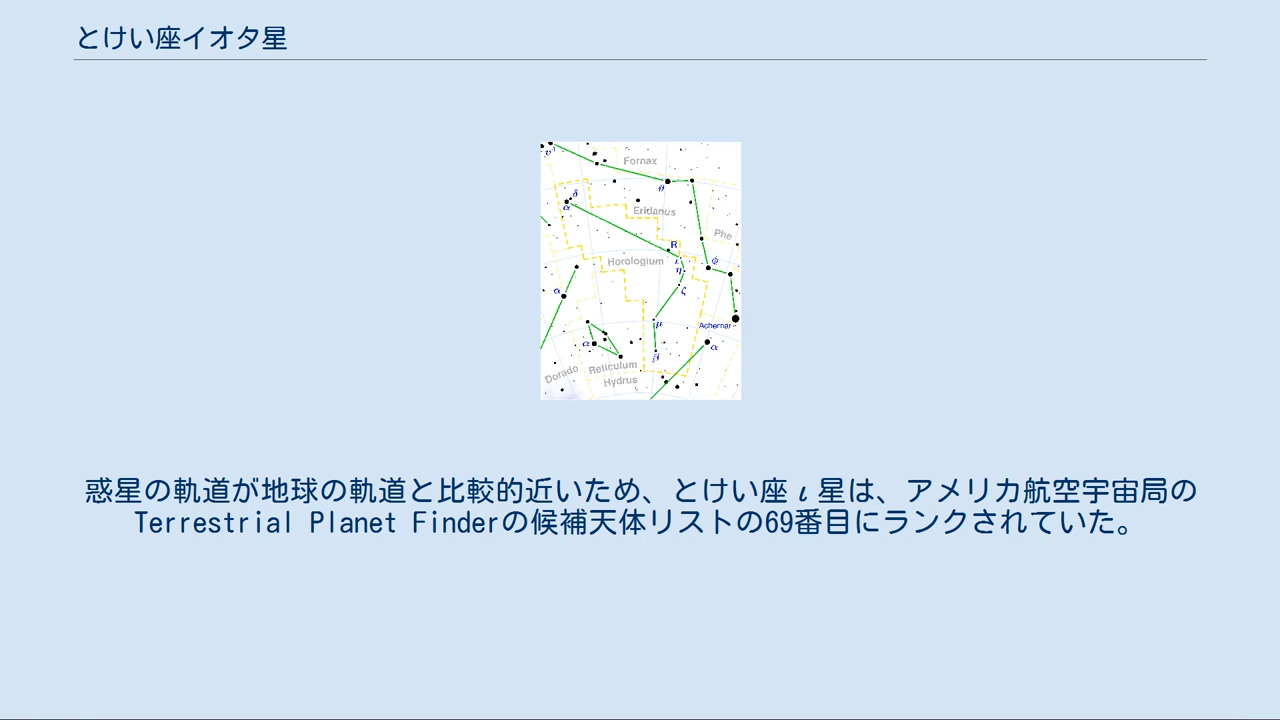 とけい座イオタ星
Fornax
δ
α
Eridanus
R
Phe
Horologium
ι
η
ϕ
ζ
α
μ
Achernar
α
β
α
Reticulum
Dorado
Hydrus
惑星の軌道が地球の軌道と比較的近いため、とけい座ι星は、アメリカ航空宇宙局の
Terrestrial Planet Finderの候補天体リストの69番目にランクされていた。